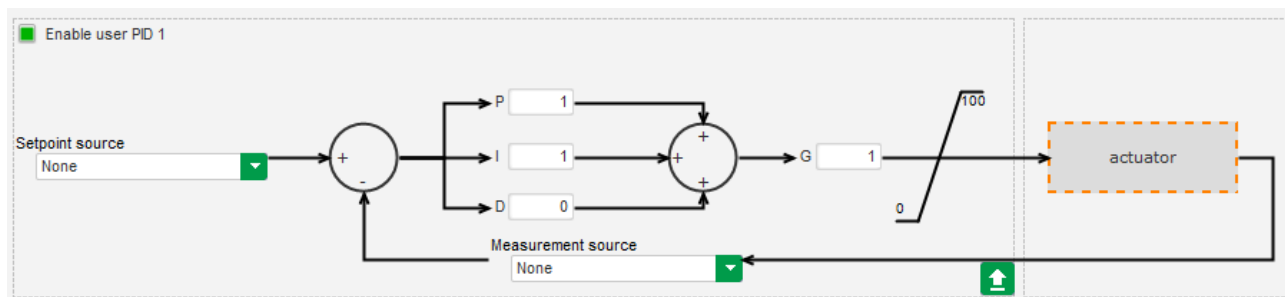 Enable user PID 1
Setpoint source
None
+
-
P 1
I 1
D 0
+
+
+
G 1
100
0
actuator
Measurement source
None